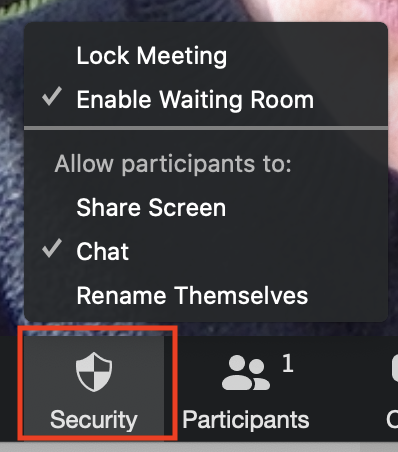 Lock Meeting
Enable Waiting Room
Allow participants to:
Share Screen
Chat
Rename Themselves
1
Security
Participants